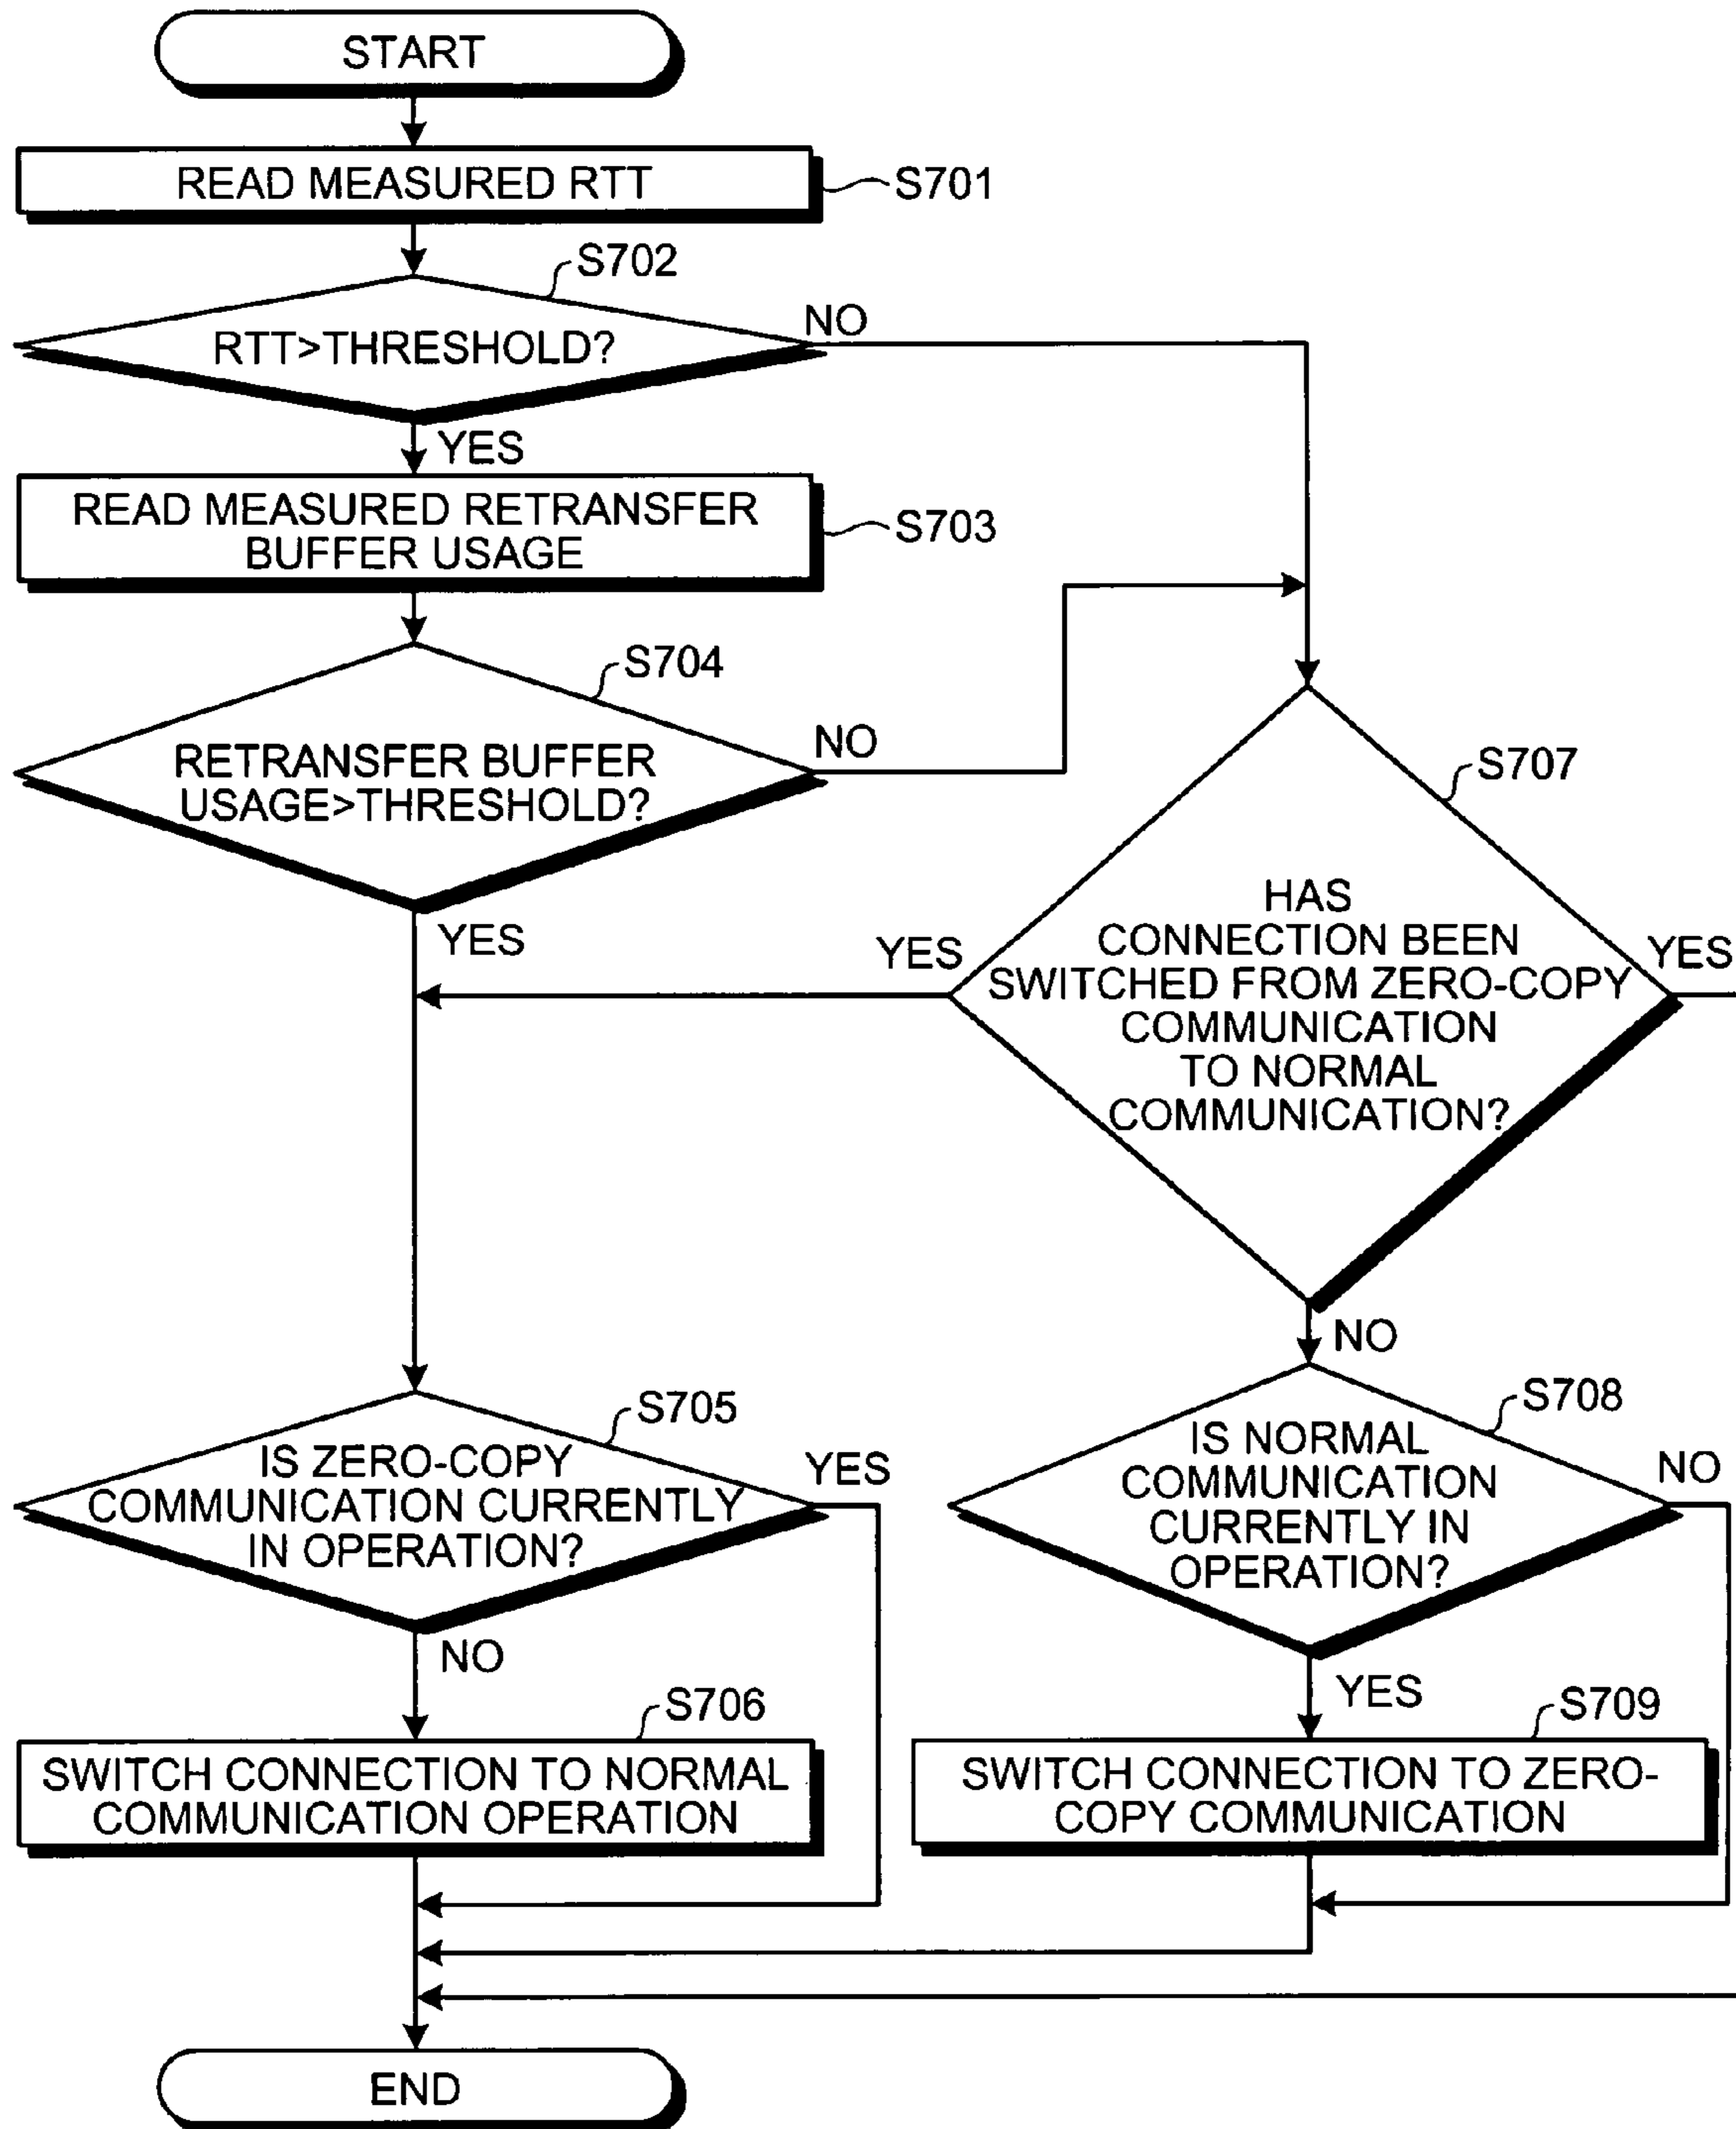 START
READ MEASURED RTT
S701
S702
RTT>THRESHOLD?
NO
YES
READ MEASURED RETRANSFER
BUFFER USAGE
S703
S704
RETRANSFER BUFFER
USAGE>THRESHOLD?
NO
YES
S707
HAS
CONNECTION BEEN
SWITCHED FROM ZERO-COPY
COMMUNICATION
TO NORMAL
COMMUNICATION?
YES
YES
NO
S705
IS ZERO-COPY
COMMUNICATION CURRENTLY
IN OPERATION?
YES
NO
S708
IS NORMAL
COMMUNICATION
CURRENTLY IN
OPERATION?
NO
YES
S706
SWITCH CONNECTION TO NORMAL
COMMUNICATION OPERATION
S709
SWITCH CONNECTION TO ZERO-
COPY COMMUNICATION
END